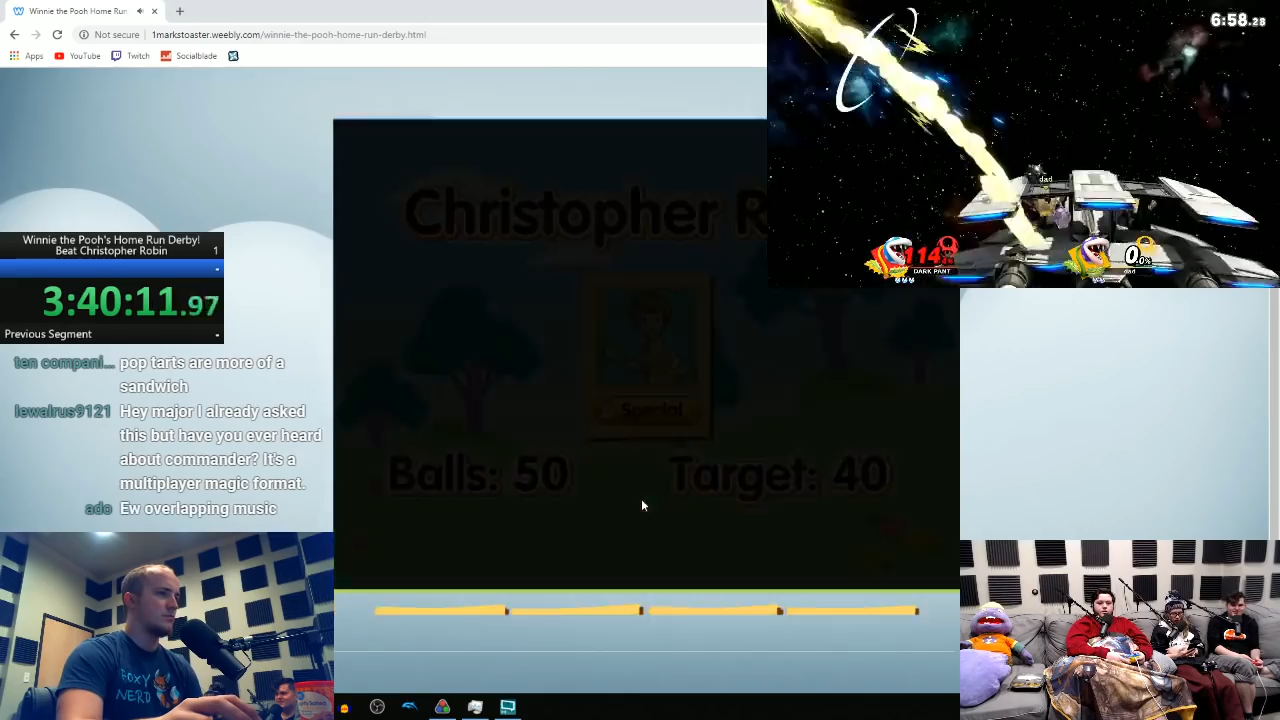 Winnie the Pooh Home Run
Not secure
1markstoaster.weebly.com/winnie-the-pooh-home-run-derby.html
Apps
YouTube
Twitch
Socialblade
6:58.28
dad
114
DARK PANT
0.0%
dad
Christopher R
Special
Balls: 50
Target: 40
Winnie the Pooh's Home Run Derby!
Beat Christopher Robin 1
-
3:40:11.97
Previous Segment -
ten compani... pop tarts are more of a
sandwich
lewalrus9121 Hey major I already asked
this but have you ever heard
about commander? It's a
multiplayer magic format.
ado Ew overlapping music
FOXY
NERD